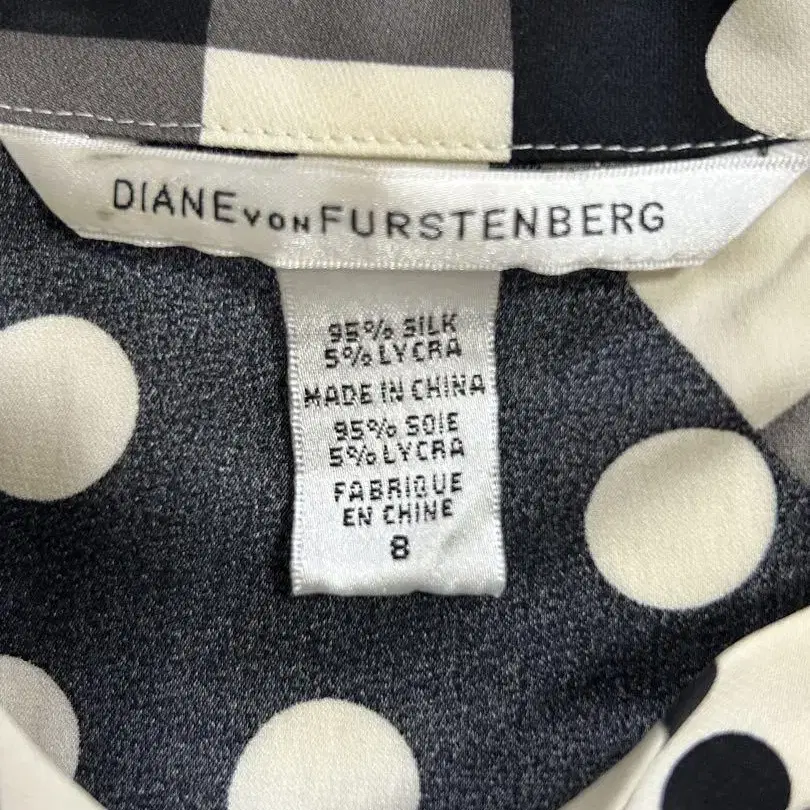 DIANE VON FURSTENBERG
95% SILK
5% LYCRA
MADE IN CHINA
95% SOIE
5% LYCRA
FABRIQUE
EN CHINE
8